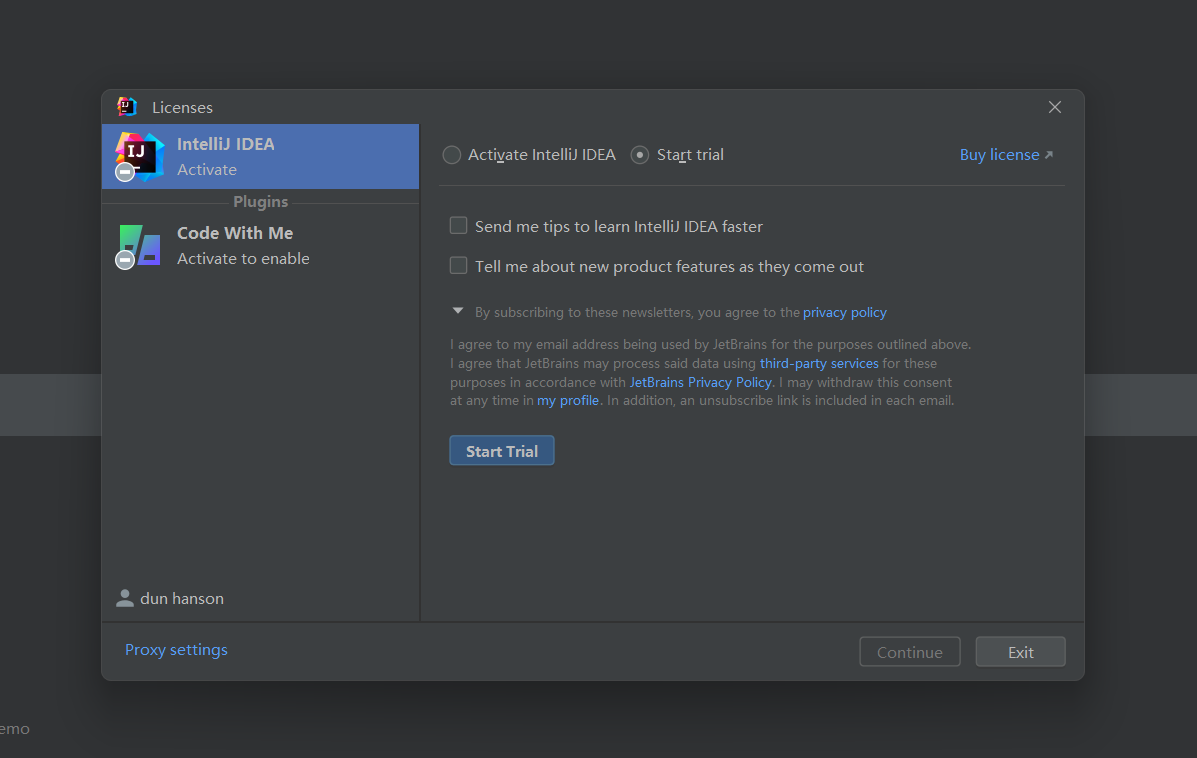 Licenses
IJ
IntelliJ IDEA
Activate
Plugins
Code With Me
Activate to enable
dun hanson
Activate IntelliJ IDEA
Start trial
Buy license
Send me tips to learn IntelliJ IDEA faster
Tell me about new product features as they come out
By subscribing to these newsletters, you agree to the privacy policy
I agree to my email address being used by JetBrains for the purposes outlined above.
I agree that JetBrains may process said data using third-party services for these
purposes in accordance with JetBrains Privacy Policy. I may withdraw this consent
at any time in my profile. In addition, an unsubscribe link is included in each email.
Start Trial
Proxy settings
Continue
Exit
emo